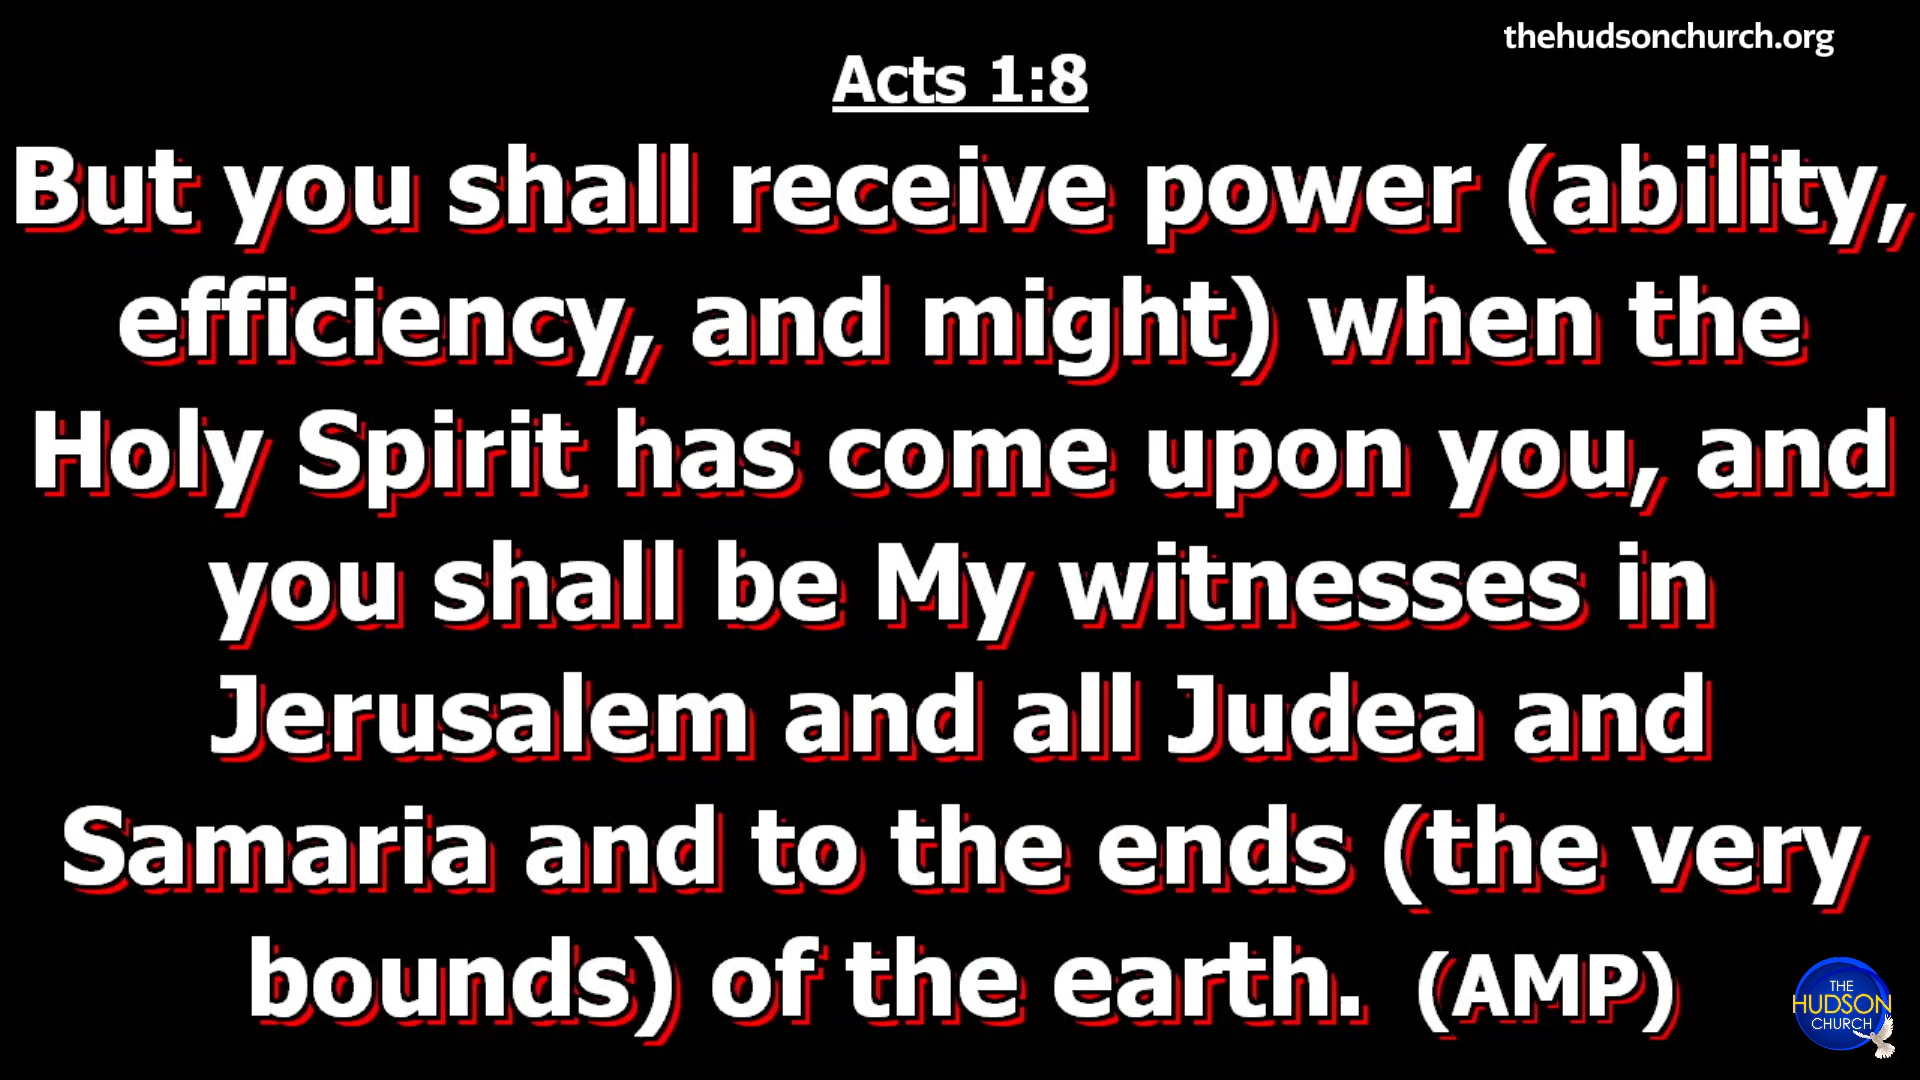 thehudsonchurch.org
Acts 1:8
But you shall receive power (ability,
efficiency, and might) when the
Holy Spirit has come upon you, and
you shall be My witnesses in
Jerusalem and all Judea and
Samaria and to the ends (the very
bounds) of the earth. (AMP)
THE
HUDSON
CHURCH